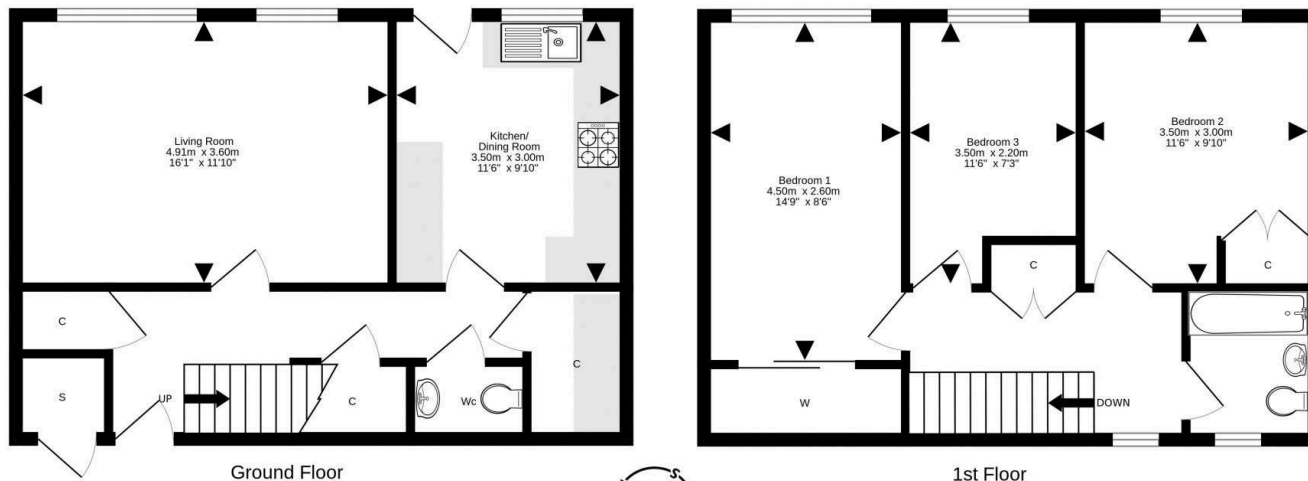 Living Room
4.91m x 3.60m
16'1" x 11'10"
Kitchen/
Dining Room
3.50m x 3.00m
11'6" x 9'10"
C
S
UP
C
Wc
C
Ground Floor
Bedroom 1
4.50m x 2.60m
14'9" x 8'6"
Bedroom 3
3.50m x 2.20m
11'6" x 7'3"
Bedroom 2
3.50m x 3.00m
11'6" x 9'10"
C
C
W
DOWN
1st Floor
S